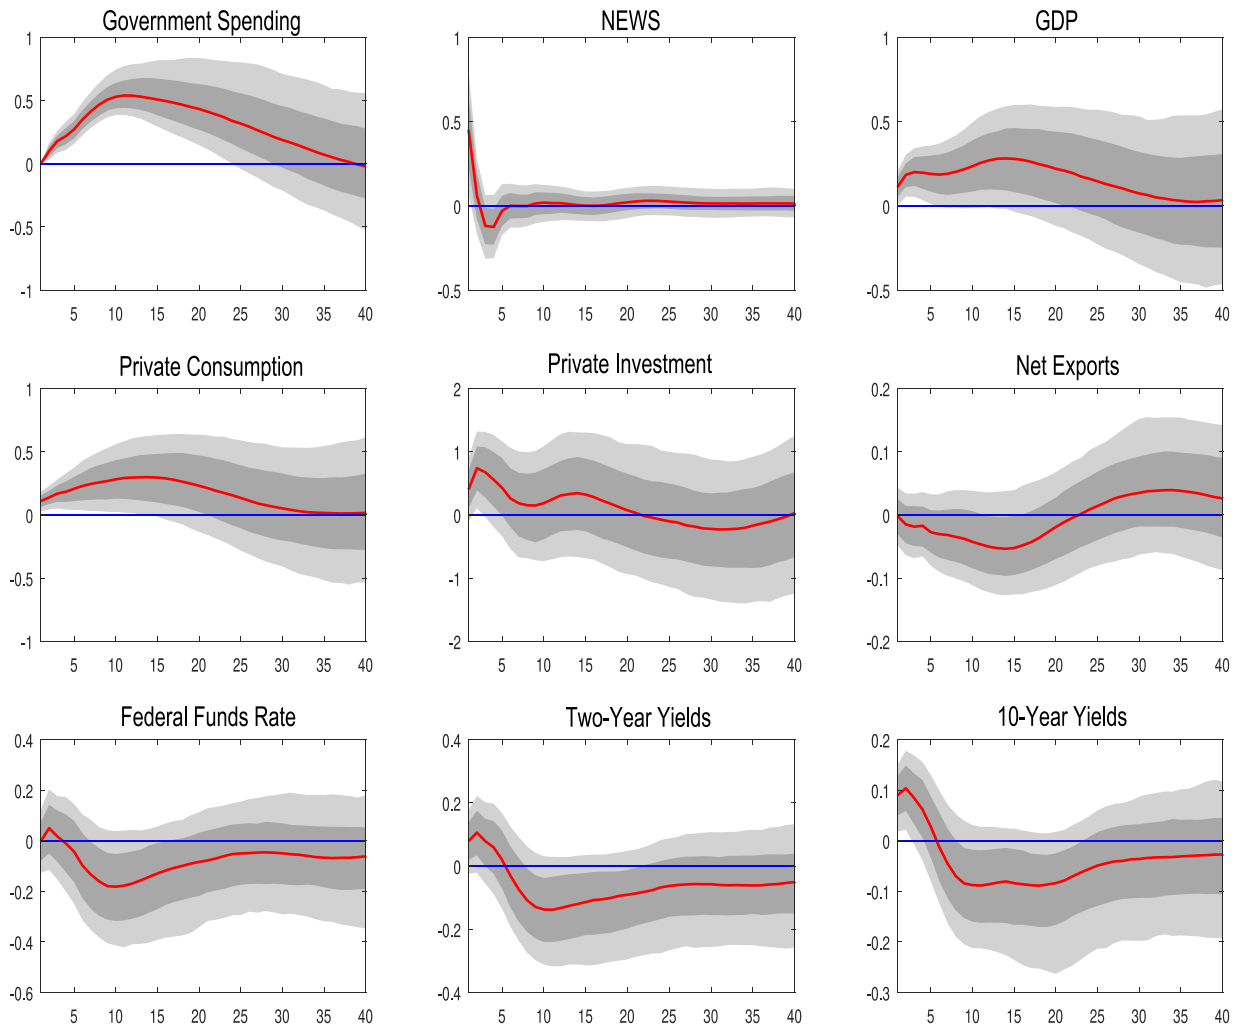 Government Spending
NEWS
GDP
1
0.5
0
-0.5
-1
5 10 15 20 25 30 35 40
1
0.5
0
-0.5
5 10 15 20 25 30 35 40
1
0.5
0
-0.5
5 10 15 20 25 30 35 40
Private Consumption
Private Investment
Net Exports
1
0.5
0
-0.5
-1
5 10 15 20 25 30 35 40
2
1
0
-1
-2
5 10 15 20 25 30 35 40
0.2
0.1
0
-0.1
-0.2
5 10 15 20 25 30 35 40
Federal Funds Rate
Two-Year Yields
10-Year Yields
0.4
0.2
0
-0.2
-0.4
-0.6
5 10 15 20 25 30 35 40
0.4
0.2
0
-0.2
-0.4
5 10 15 20 25 30 35 40
0.2
0.1
0
-0.1
-0.2
-0.3
5 10 15 20 25 30 35 40